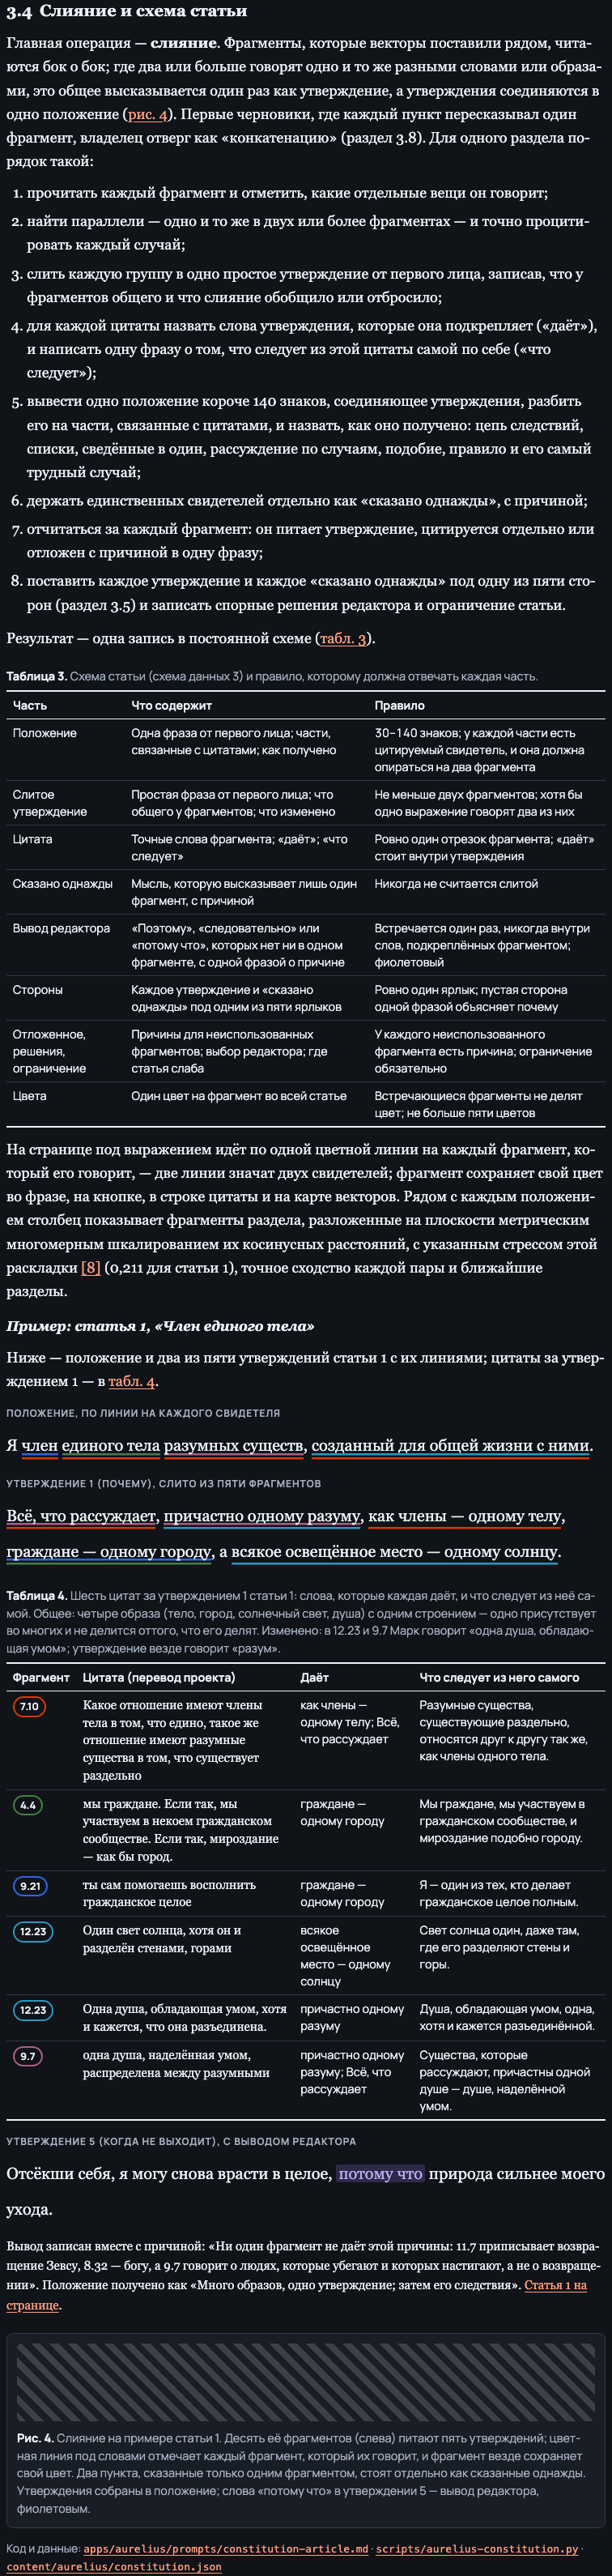 3.4 Слияние и схема статьи
Главная операция — слияние. Фрагменты, которые векторы поставили рядом, чита-
ются бок о бок; где два или больше говорят одно и то же разными словами или образа-
ми, это общее высказывается один раз как утверждение, а утверждения соединяются в
одно положение (рис. 4). Первые черновики, где каждый пункт пересказывал один
фрагмент, владелец отверг как «конкатенацию» (раздел 3.8). Для одного раздела по-
рядок такой:
1. прочитать каждый фрагмент и отметить, какие отдельные вещи он говорит;
2. найти параллели — одно и то же в двух или более фрагментах — и точно процити-
ровать каждый случай;
3. слить каждую группу в одно простое утверждение от первого лица, записав, что у
фрагментов общего и что слияние обобщило или отбросило;
4. для каждой цитаты назвать слова утверждения, которые она подкрепляет («даёт»),
и написать одну фразу о том, что следует из этой цитаты самой по себе («что
следует»);
5. вывести одно положение короче 140 знаков, соединяющее утверждения, разбить
его на части, связанные с цитатами, и назвать, как оно получено: цепь следствий,
списки, сведённые в один, рассуждение по случаям, подобие, правило и его самый
трудный случай;
6. держать единственных свидетелей отдельно как «сказано однажды», с причиной;
7. отчитаться за каждый фрагмент: он питает утверждение, цитируется отдельно или
отложен с причиной в одну фразу;
8. поставить каждое утверждение и каждое «сказано однажды» под одну из пяти сто-
рон (раздел 3.5) и записать спорные решения редактора и ограничение статьи.
Результат — одна запись в постоянной схеме (табл. 3).
Таблица 3. Схема статьи (схема данных 3) и правило, которому должна отвечать каждая часть.
Часть Что содержит Правило
Положение Одна фраза от первого лица; части, связанные с цитатами; как получено 30–140 знаков; у каждой части есть цитируемый свидетель, и она должна опираться на два фрагмента
Слитое утверждение Простая фраза от первого лица; что общего у фрагментов; что изменено Не меньше двух фрагментов; хотя бы одно выражение говорят два из них
Цитата Точные слова фрагмента; «даёт»; «что следует» Ровно один отрезок фрагмента; «даёт» стоит внутри утверждения
Сказано однажды Мысль, которую высказывает лишь один фрагмент, с причиной Никогда не считается слитой
Вывод редактора «Поэтому», «следовательно» или «потому что», которых нет ни в одном фрагменте, с одной фразой о причине Встречается один раз, никогда внутри слов, подкреплённых фрагментом; фиолетовый
Стороны Каждое утверждение и «сказано однажды» под одним из пяти ярлыков Ровно один ярлык; пустая сторона одной фразой объясняет почему
Отложенное, решения, ограничение Причины для неиспользованных фрагментов; выбор редактора; где статья слаба У каждого неиспользованного фрагмента есть причина; ограничение обязательно
Цвета Один цвет на фрагмент во всей статье Встречающиеся фрагменты не делят цвет; не больше пяти цветов
На странице под выражением идёт по одной цветной линии на каждый фрагмент, ко-
торый его говорит, — две линии значат двух свидетелей; фрагмент сохраняет свой цвет
во фразе, на кнопке, в строке цитаты и на карте векторов. Рядом с каждым положени-
ем столбец показывает фрагменты раздела, разложенные на плоскости метрическим
многомерным шкалированием их косинусных расстояний, с указанным стрессом этой
раскладки [8] (0,211 для статьи 1), точное сходство каждой пары и ближайшие
разделы.
Пример: статья 1, «Член единого тела»
Ниже — положение и два из пяти утверждений статьи 1 с их линиями; цитаты за утвер-
ждением 1 — в табл. 4.
ПОЛОЖЕНИЕ, ПО ЛИНИИ НА КАЖДОГО СВИДЕТЕЛЯ
Я член единого тела разумных существ, созданный для общей жизни с ними.
УТВЕРЖДЕНИЕ 1 (ПОЧЕМУ), СЛИТО ИЗ ПЯТИ ФРАГМЕНТОВ
Всё, что рассуждает, причастно одному разуму, как члены — одному телу,
граждане — одному городу, а всякое освещённое место — одному солнцу.
Таблица 4. Шесть цитат за утверждением 1 статьи 1: слова, которые каждая даёт, и что следует из неё са-
мой. Общее: четыре образа (тело, город, солнечный свет, душа) с одним строением — одно присутствует
во многих и не делится оттого, что его делят. Изменено: в 12.23 и 9.7 Марк говорит «одна душа, обладаю-
щая умом»; утверждение везде говорит «разум».
Фрагмент Цитата (перевод проекта) Даёт Что следует из него самого
7.10 Какое отношение имеют члены тела в том, что едино, такое же отношение имеют разумные существа в том, что существует раздельно как члены — одному телу; Всё, что рассуждает Разумные существа, существующие раздельно, относятся друг к другу так же, как члены одного тела.
4.4 мы граждане. Если так, мы участвуем в некоем гражданском сообществе. Если так, мироздание — как бы город. граждане — одному городу Мы граждане, мы участвуем в гражданском сообществе, и мироздание подобно городу.
9.21 ты сам помогаешь восполнить гражданское целое граждане — одному городу Я — один из тех, кто делает гражданское целое полным.
12.23 Один свет солнца, хотя он и разделён стенами, горами всякое освещённое место — одному солнцу Свет солнца один, даже там, где его разделяют стены и горы.
12.23 Одна душа, обладающая умом, хотя и кажется, что она разъединена. причастно одному разуму Душа, обладающая умом, одна, хотя и кажется разъединённой.
9.7 одна душа, наделённая умом, распределена между разумными причастно одному разуму; Всё, что рассуждает Существа, которые рассуждают, причастны одной душе — душе, наделённой умом.
УТВЕРЖДЕНИЕ 5 (КОГДА НЕ ВЫХОДИТ), С ВЫВОДОМ РЕДАКТОРА
Отсёкши себя, я могу снова врасти в целое, потому что природа сильнее моего
ухода.
Вывод записан вместе с причиной: «Ни один фрагмент не даёт этой причины: 11.7 приписывает возвра-
щение Зевсу, 8.32 — богу, а 9.7 говорит о людях, которые убегают и которых настигают, а не о возвраще-
нии». Положение получено как «Много образов, одно утверждение; затем его следствия». Статья 1 на
странице.
Рис. 4. Слияние на примере статьи 1. Десять её фрагментов (слева) питают пять утверждений; цвет-
ная линия под словами отмечает каждый фрагмент, который их говорит, и фрагмент везде сохраняет
свой цвет. Два пункта, сказанные только одним фрагментом, стоят отдельно как сказанные однажды.
Утверждения собраны в положение; слова «потому что» в утверждении 5 — вывод редактора,
фиолетовым.
Код и данные: apps/aurelius/prompts/constitution-article.md · scripts/aurelius-constitution.py ·
content/aurelius/constitution.json